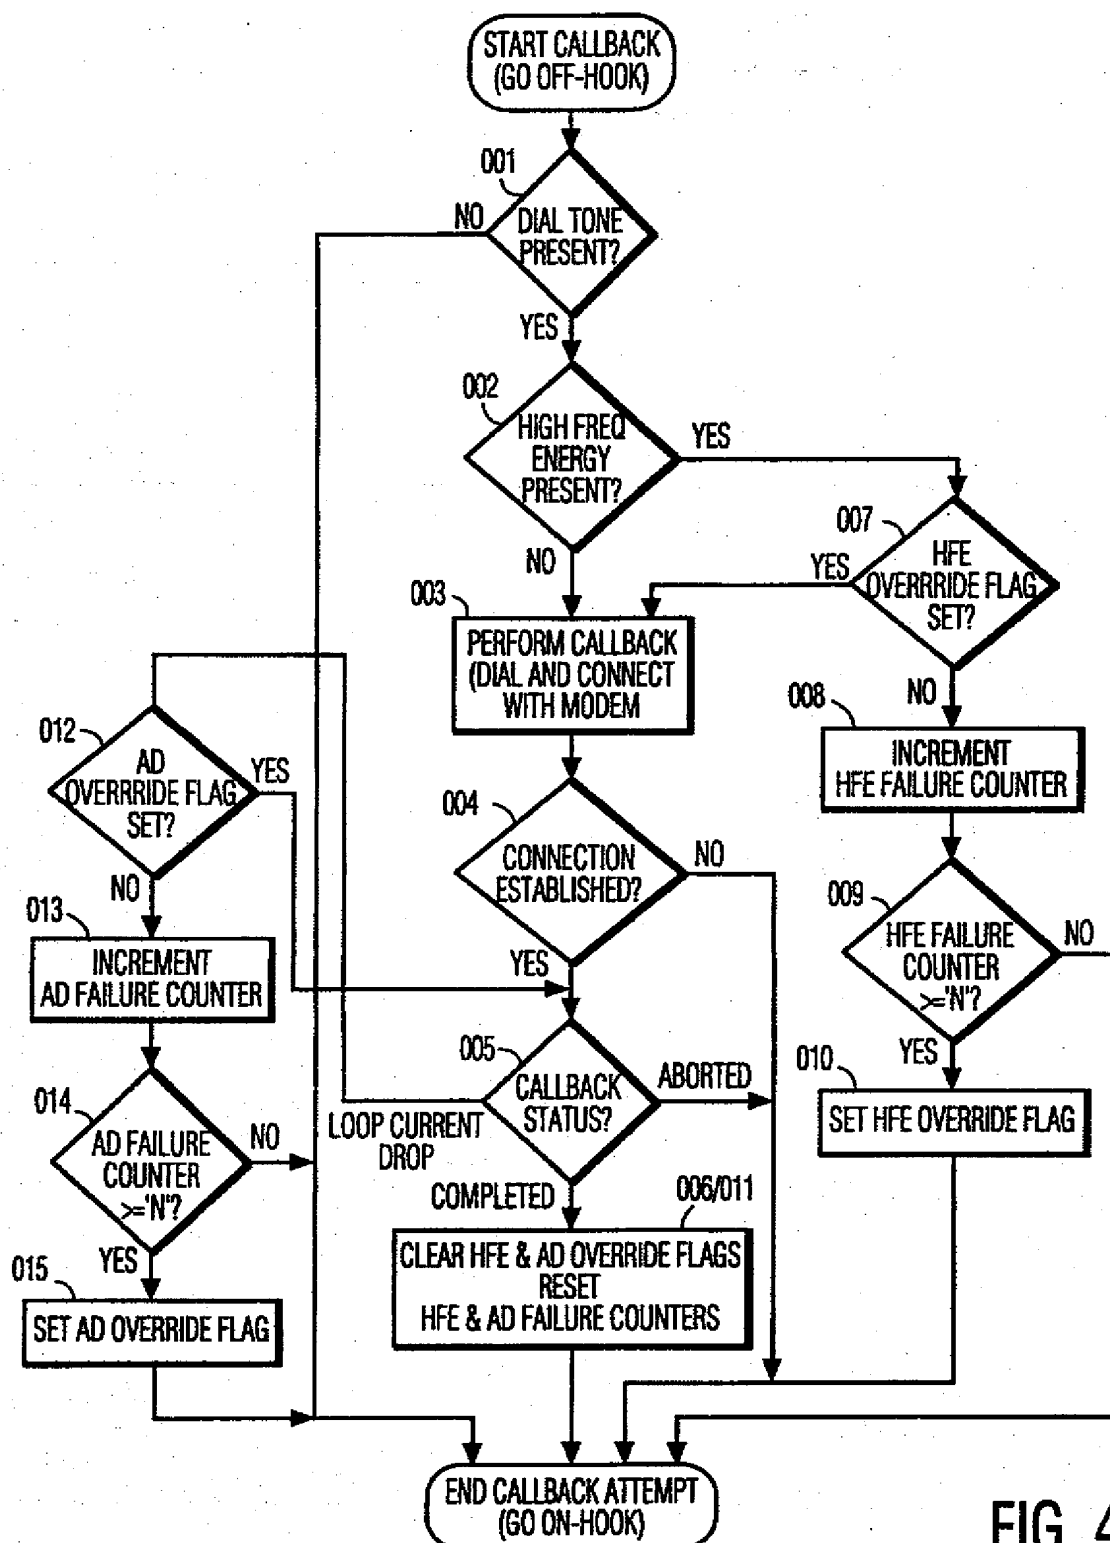 START CALLBACK
(GO OFF-HOOK)
001
NO
DIAL TONE
PRESENT?
YES
002
HIGH FREQ
ENERGY
PRESENT?
YES
NO
007
HFE
OVERRRIDE FLAG
SET?
YES
NO
003
PERFORM CALLBACK
(DIAL AND CONNECT
WITH MODEM
008
INCREMENT
HFE FAILURE COUNTER
012
AD
OVERRRIDE FLAG
SET?
YES
NO
004
CONNECTION
ESTABLISHED?
NO
YES
009
HFE FAILURE
COUNTER
>='N'?
NO
YES
013
INCREMENT
AD FAILURE COUNTER
005
CALLBACK
STATUS?
ABORTED
LOOP CURRENT
DROP
COMPLETED
010
SET HFE OVERRIDE FLAG
014
AD FAILURE
COUNTER
>='N'?
NO
YES
006/011
CLEAR HFE & AD OVERRIDE FLAGS
RESET
HFE & AD FAILURE COUNTERS
015
SET AD OVERRIDE FLAG
END CALLBACK ATTEMPT
(GO ON-HOOK)
FIG. 4